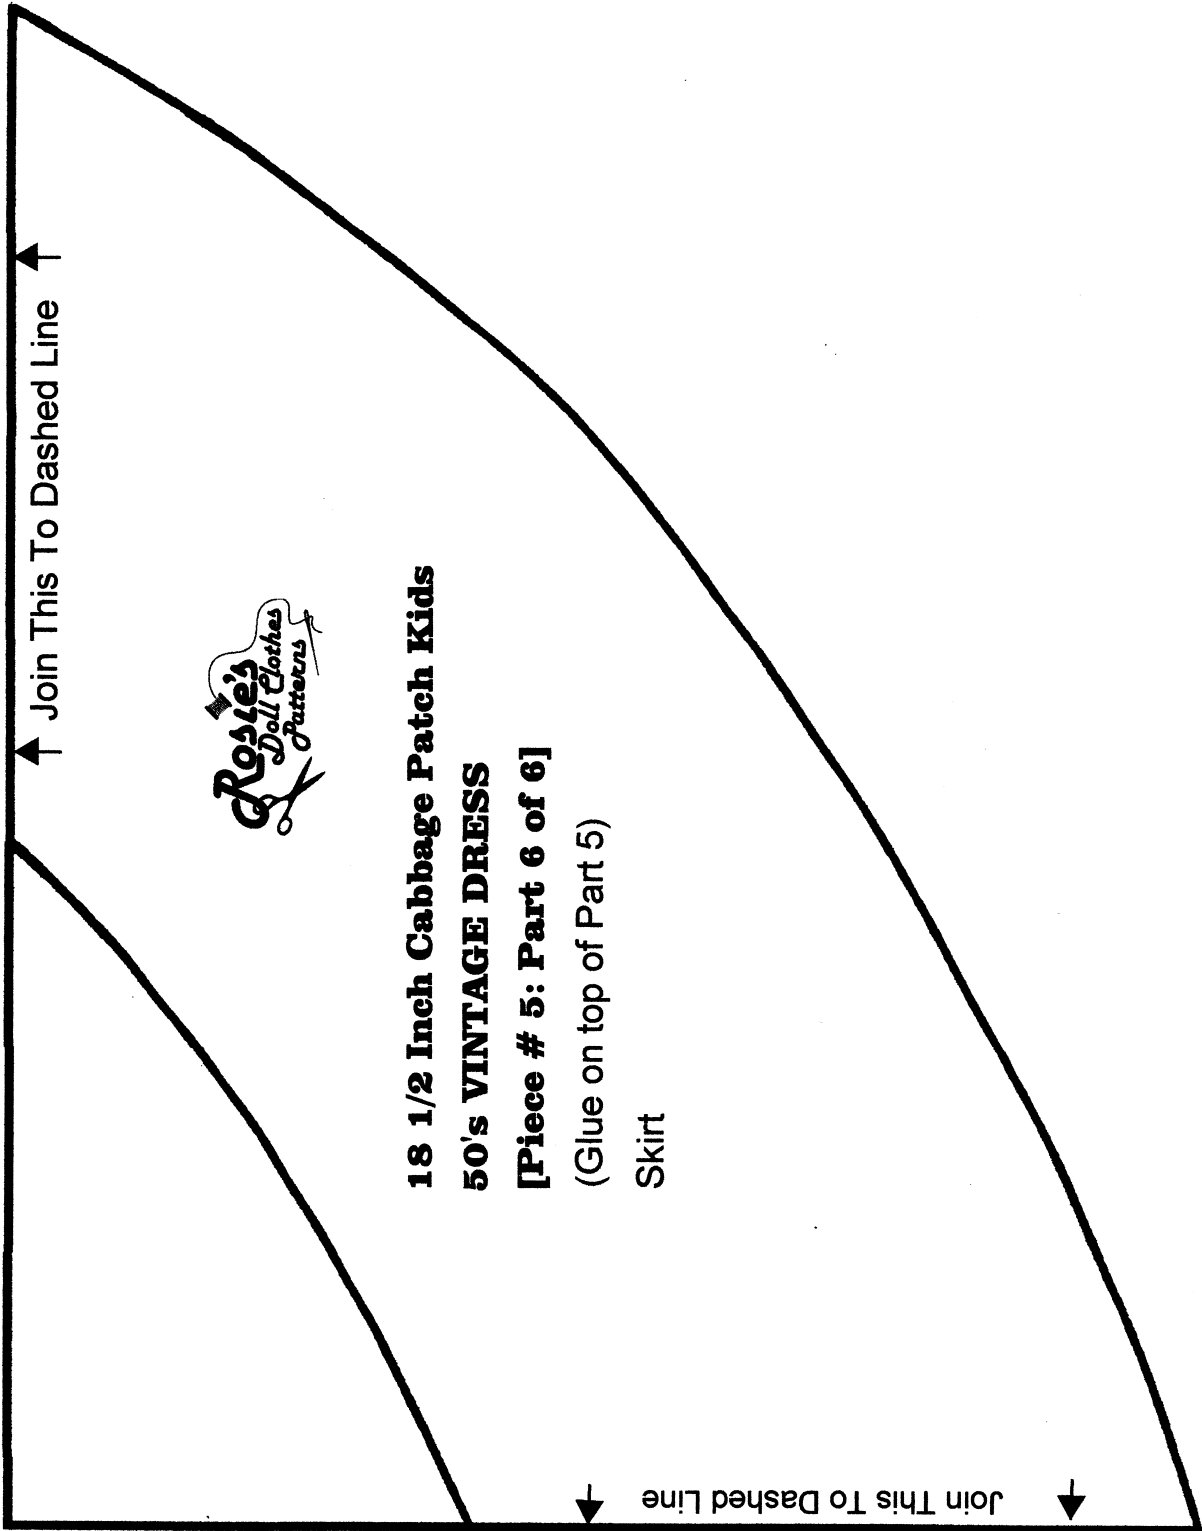 Join This To Dashed Line
Rosie's
Doll Clothes
Patterns
18 1/2 Inch Cabbage Patch Kids
50's VINTAGE DRESS
[Piece # 5: Part 6 of 6]
(Glue on top of Part 5)
Skirt
Join This To Dashed Line